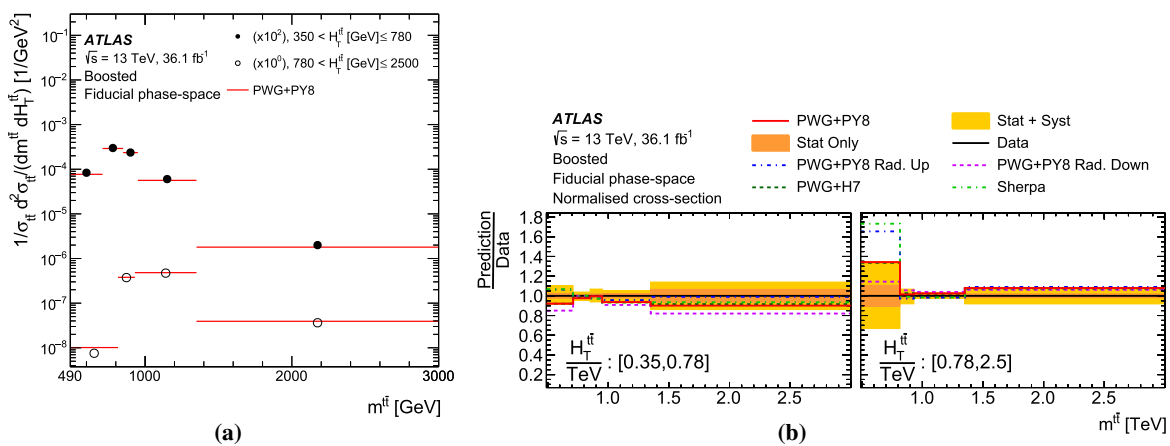 1/σtt̄ d²σtt̄/(dm^tt̄ dH_T^tt̄) [1/GeV²]
10⁻¹
10⁻²
10⁻³
10⁻⁴
10⁻⁵
10⁻⁶
10⁻⁷
10⁻⁸
ATLAS
√s = 13 TeV, 36.1 fb⁻¹
Boosted
Fiducial phase-space
(x10²), 350 < H_T^tt̄ [GeV] ≤ 780
(x10⁰), 780 < H_T^tt̄ [GeV] ≤ 2500
PWG+PY8
490 1000 2000 3000
m^tt̄ [GeV]
(a)
ATLAS
√s = 13 TeV, 36.1 fb⁻¹
Boosted
Fiducial phase-space
Normalised cross-section
PWG+PY8
Stat Only
PWG+PY8 Rad. Up
PWG+H7
Stat + Syst
Data
PWG+PY8 Rad. Down
Sherpa
Prediction
Data
1.8
1.6
1.4
1.2
1.0
0.8
0.6
0.4
0.2
H_T^tt̄
TeV : [0.35,0.78]
H_T^tt̄
TeV : [0.78,2.5]
1.0 1.5 2.0 2.5
1.0 1.5 2.0 2.5
m^tt̄ [TeV]
(b)